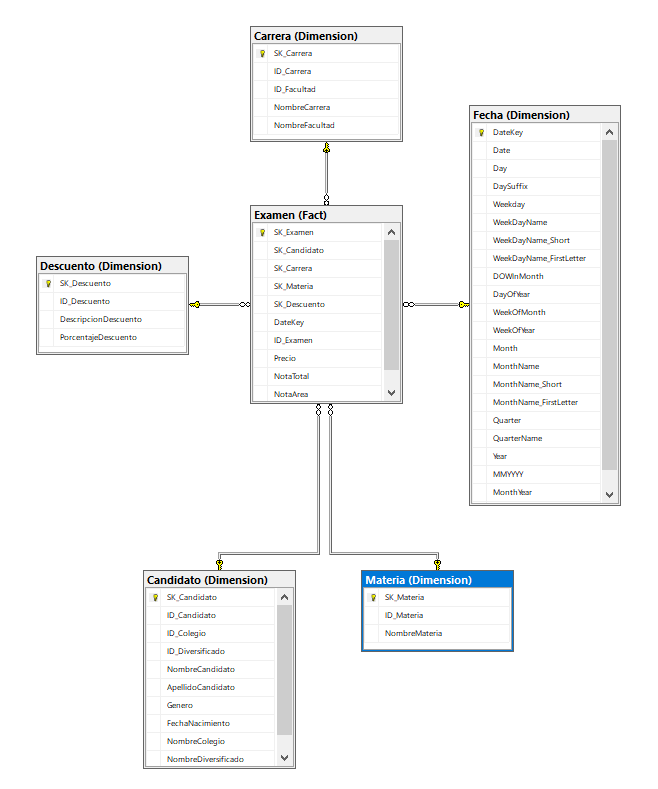 Carrera (Dimension)
SK_Carrera
ID_Carrera
ID_Facultad
NombreCarrera
NombreFacultad
Fecha (Dimension)
DateKey
Date
Day
DaySuffix
Weekday
WeekDayName
WeekDayName_Short
WeekDayName_FirstLetter
DOWInMonth
DayOfYear
WeekOfMonth
WeekOfYear
Month
MonthName
MonthName_Short
MonthName_FirstLetter
Quarter
QuarterName
Year
MMYYYY
MonthYear
Examen (Fact)
SK_Examen
SK_Candidato
SK_Carrera
SK_Materia
SK_Descuento
DateKey
ID_Examen
Precio
NotaTotal
NotaArea
Descuento (Dimension)
SK_Descuento
ID_Descuento
DescripcionDescuento
PorcentajeDescuento
Candidato (Dimension)
SK_Candidato
ID_Candidato
ID_Colegio
ID_Diversificado
NombreCandidato
ApellidoCandidato
Genero
FechaNacimiento
NombreColegio
NombreDiversificado
Materia (Dimension)
SK_Materia
ID_Materia
NombreMateria